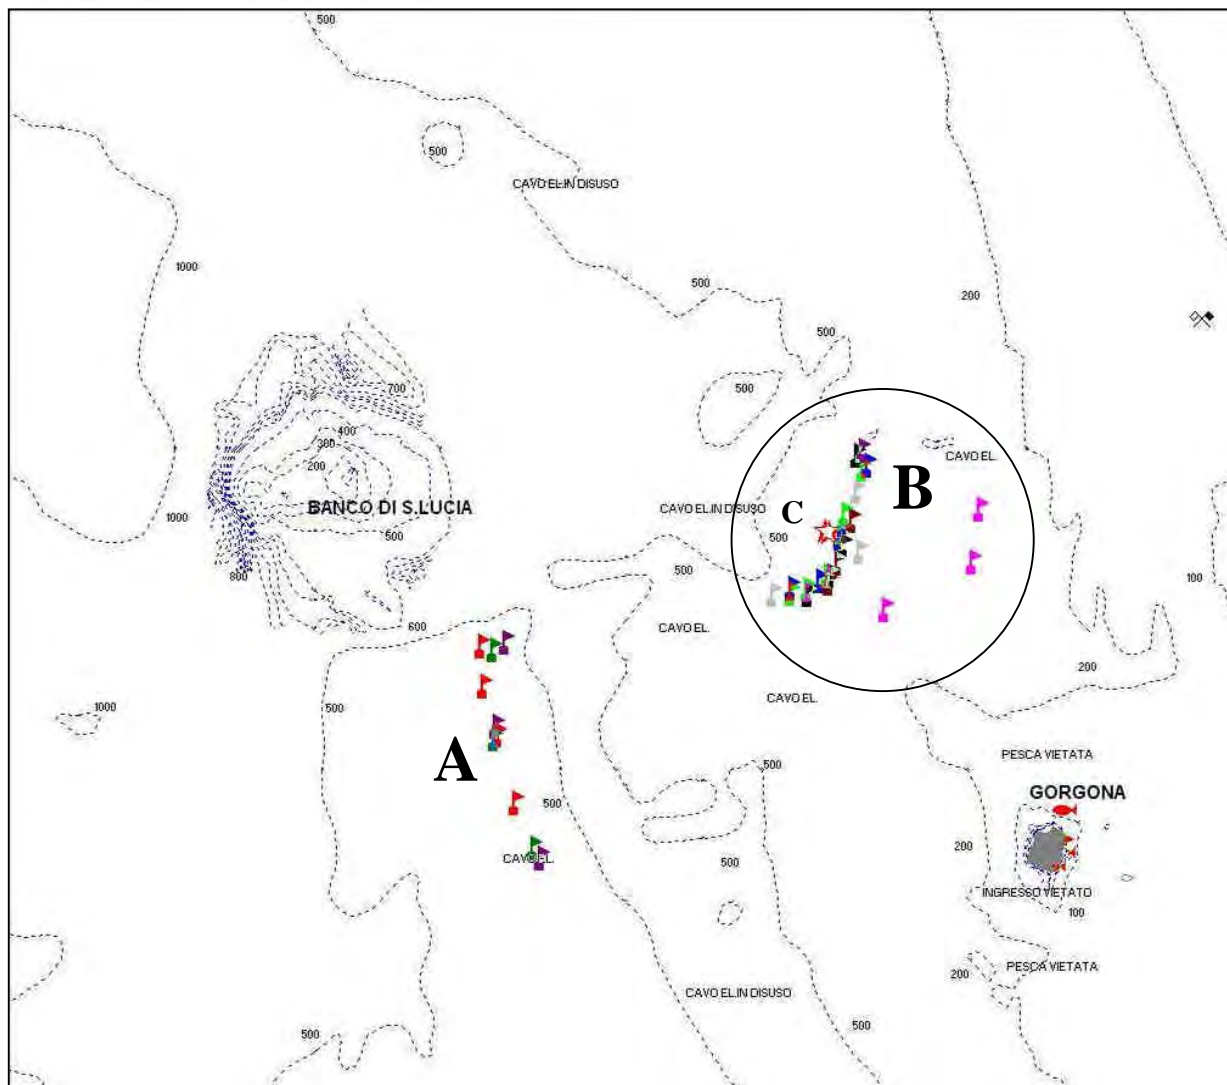 500
500
CAVO EL.IN DISUSO
1000
500
200
500
700
500
400
300
200
CAVO EL.
B
BANCO DI S.LUCIA
CAVO EL.IN DISUSO
C
1000
500
500
500
800
100
600
CAVO EL.
200
CAVO EL.
1000
500
A
PESCA VIETATA
500
GORGONA
500
200
CAVO EL.
500
INGRESSO VIETATO
100
PESCA VIETATA
200
CAVO EL.IN DISUSO
500
500